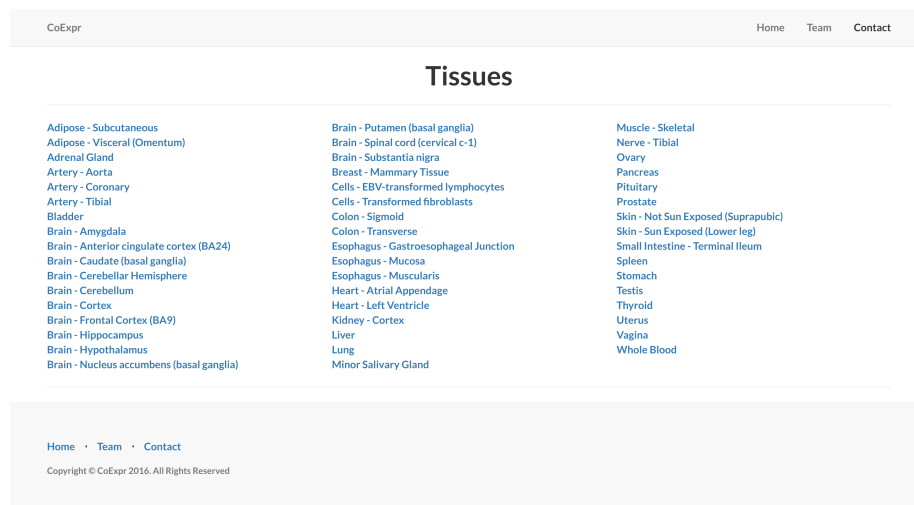 CoExpr
Home Team Contact
Tissues
Adipose - Subcutaneous
Adipose - Visceral (Omentum)
Adrenal Gland
Artery - Aorta
Artery - Coronary
Artery - Tibial
Bladder
Brain - Amygdala
Brain - Anterior cingulate cortex (BA24)
Brain - Caudate (basal ganglia)
Brain - Cerebellar Hemisphere
Brain - Cerebellum
Brain - Cortex
Brain - Frontal Cortex (BA9)
Brain - Hippocampus
Brain - Hypothalamus
Brain - Nucleus accumbens (basal ganglia)
Brain - Putamen (basal ganglia)
Brain - Spinal cord (cervical c-1)
Brain - Substantia nigra
Breast - Mammary Tissue
Cells - EBV-transformed lymphocytes
Cells - Transformed fibroblasts
Colon - Sigmoid
Colon - Transverse
Esophagus - Gastroesophageal Junction
Esophagus - Mucosa
Esophagus - Muscularis
Heart - Atrial Appendage
Heart - Left Ventricle
Kidney - Cortex
Liver
Lung
Minor Salivary Gland
Muscle - Skeletal
Nerve - Tibial
Ovary
Pancreas
Pituitary
Prostate
Skin - Not Sun Exposed (Suprapubic)
Skin - Sun Exposed (Lower leg)
Small Intestine - Terminal Ileum
Spleen
Stomach
Testis
Thyroid
Uterus
Vagina
Whole Blood
Home · Team · Contact
Copyright © CoExpr 2016. All Rights Reserved